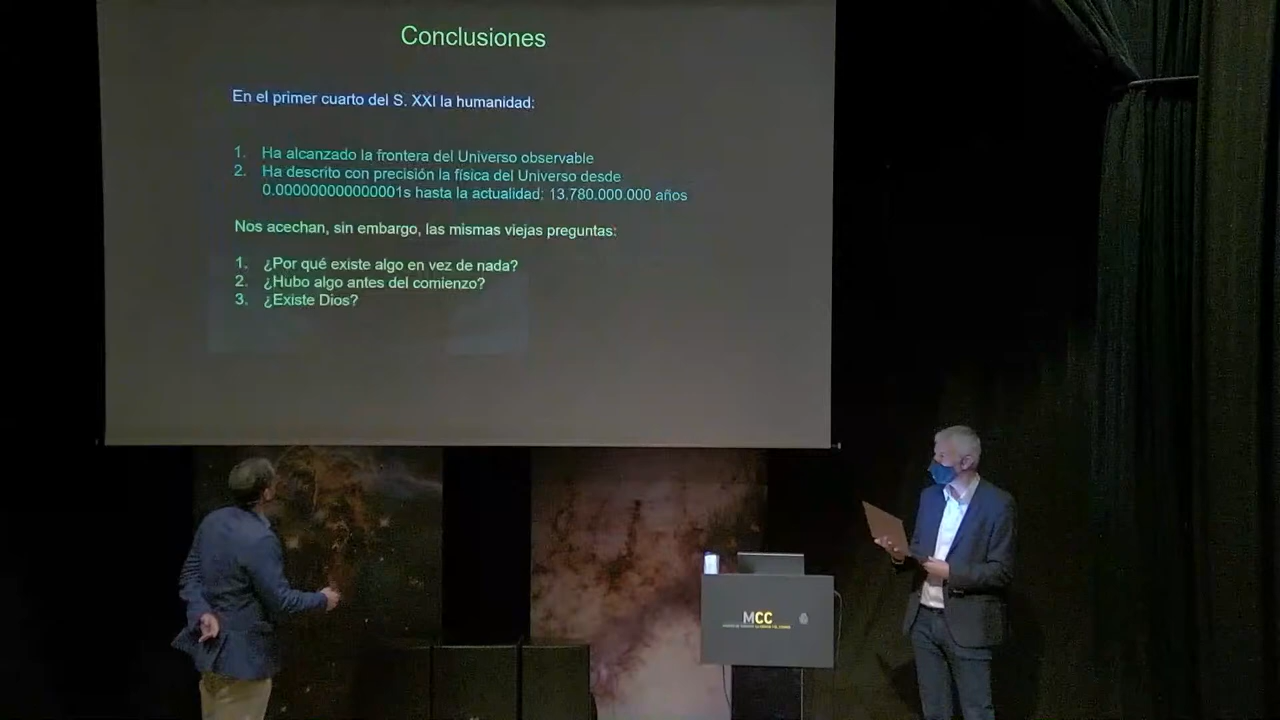 Conclusiones
En el primer cuarto del S. XXI la humanidad:
1. Ha alcanzado la frontera del Universo observable
2. Ha descrito con precisión la física del Universo desde
0.000000000000001s hasta la actualidad: 13.780.000.000 años
Nos acechan, sin embargo, las mismas viejas preguntas:
1. ¿Por qué existe algo en vez de nada?
2. ¿Hubo algo antes del comienzo?
3. ¿Existe Dios?
MCC